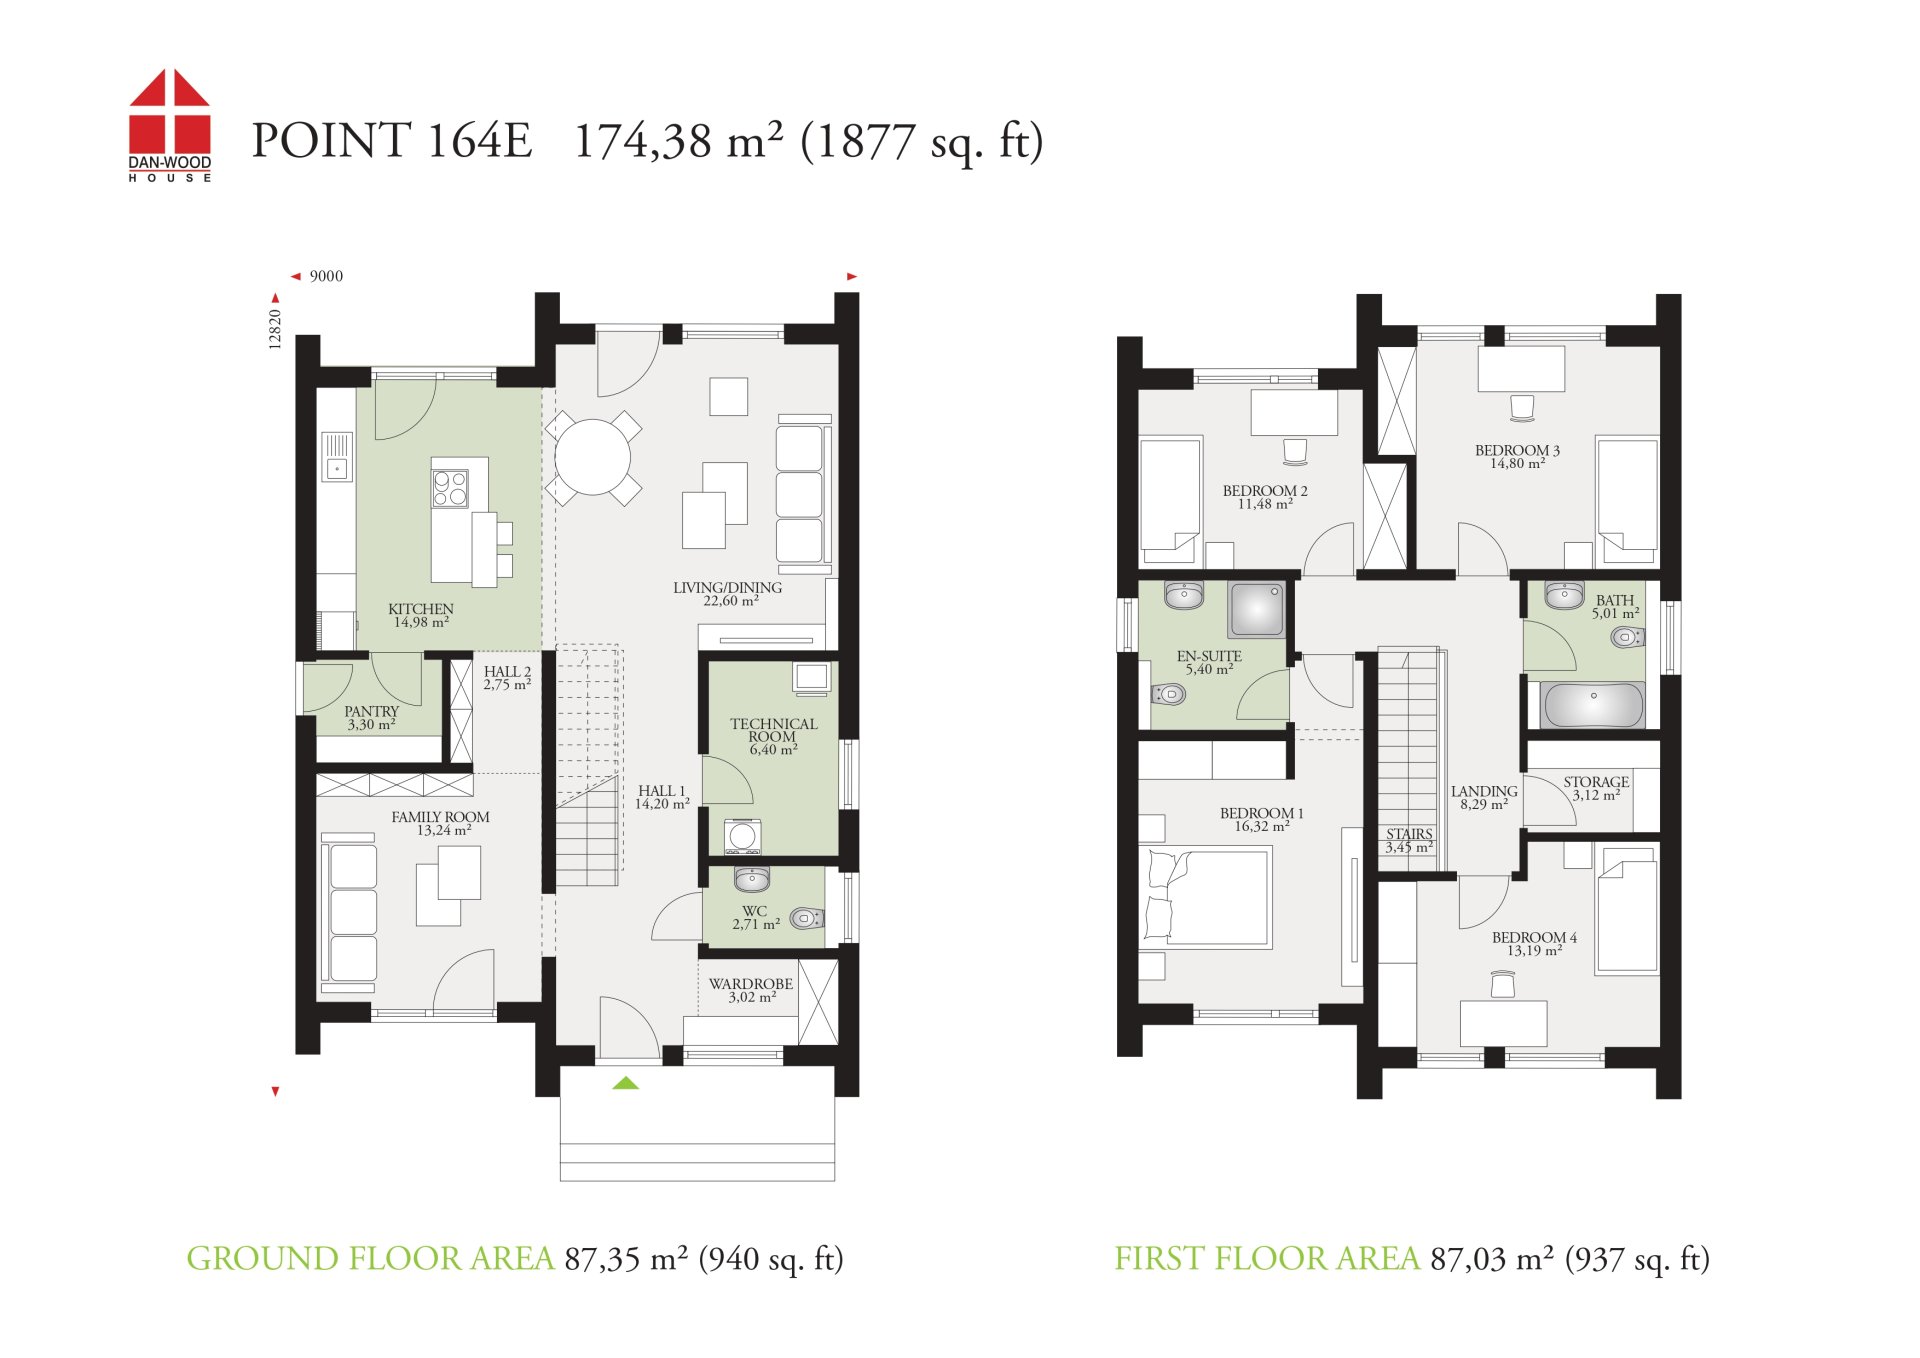 DAN-WOOD
HOUSE
POINT 164E 174,38 m² (1877 sq. ft)
9000
12820
KITCHEN
14,98 m²
LIVING/DINING
22,60 m²
HALL 2
2,75 m²
PANTRY
3,30 m²
TECHNICAL
ROOM
6,40 m²
HALL 1
14,20 m²
FAMILY ROOM
13,24 m²
WC
2,71 m²
WARDROBE
3,02 m²
BEDROOM 3
14,80 m²
BEDROOM 2
11,48 m²
BATH
5,01 m²
EN-SUITE
5,40 m²
STORAGE
3,12 m²
LANDING
8,29 m²
BEDROOM 1
16,32 m²
STAIRS
3,45 m²
BEDROOM 4
13,19 m²
GROUND FLOOR AREA 87,35 m² (940 sq. ft)
FIRST FLOOR AREA 87,03 m² (937 sq. ft)